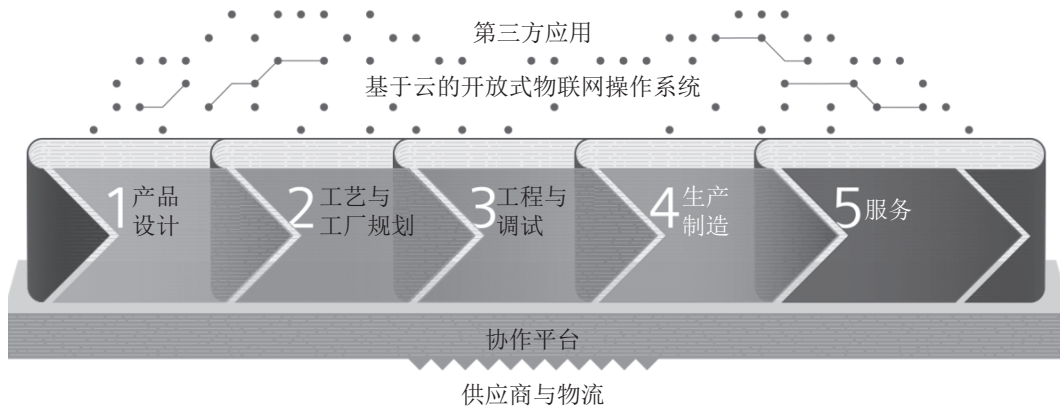 第三方应用
基于云的开放式物联网操作系统
1 产品
设计
2 工艺与
工厂规划
3 工程与
调试
4 生产
制造
5 服务
协作平台
供应商与物流